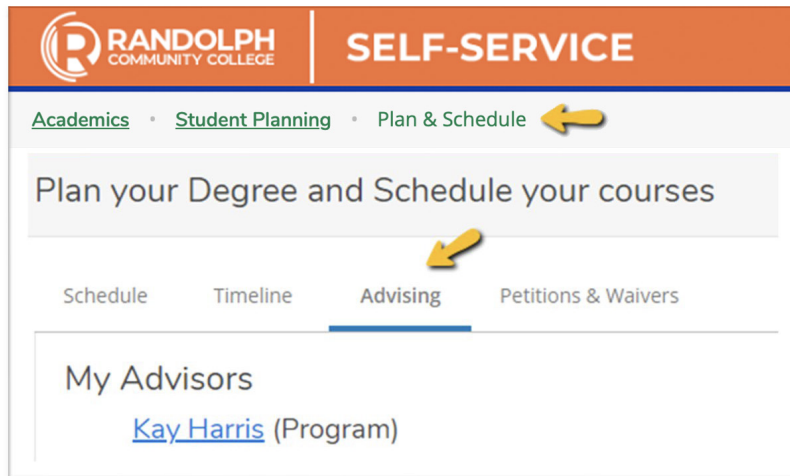 RANDOLPH
COMMUNITY COLLEGE
SELF-SERVICE
Academics • Student Planning • Plan & Schedule
Plan your Degree and Schedule your courses
Schedule Timeline Advising Petitions & Waivers
My Advisors
Kay Harris (Program)